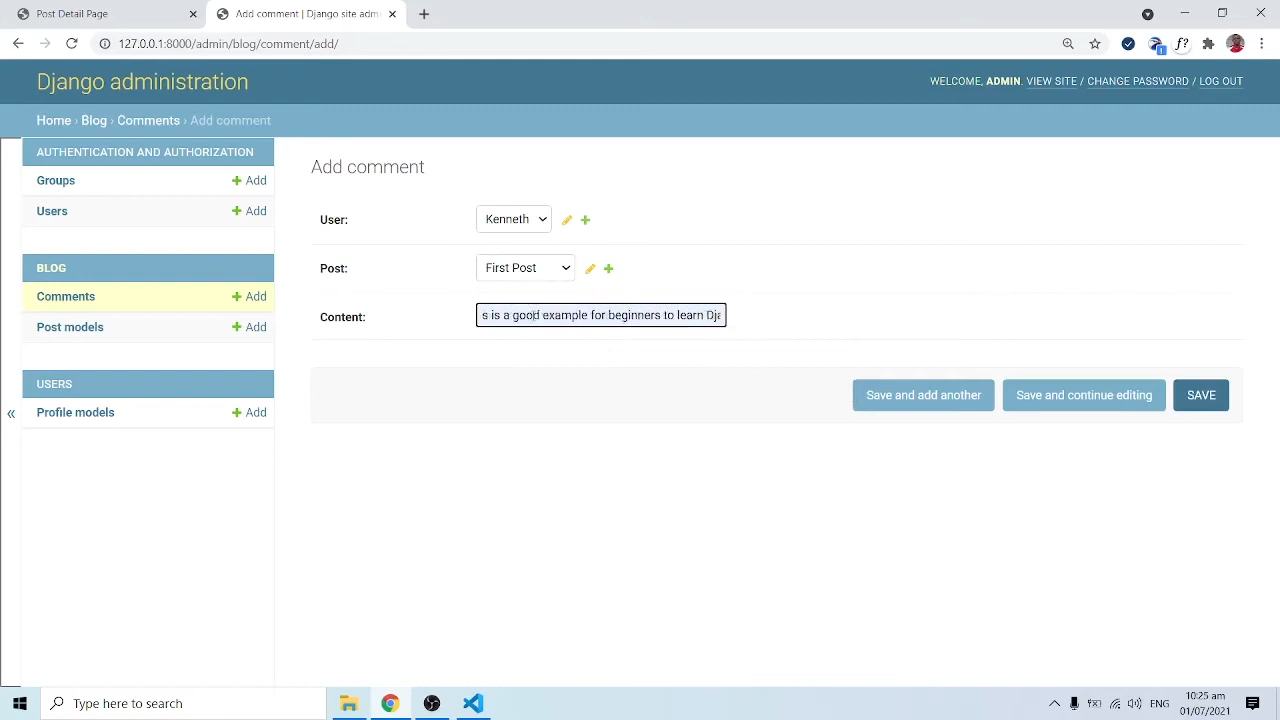 Post Detail Page
Add comment | Django site adm
127.0.0.1:8000/admin/blog/comment/add/
Django administration
WELCOME, ADMIN. VIEW SITE / CHANGE PASSWORD / LOG OUT
Home › Blog › Comments › Add comment
AUTHENTICATION AND AUTHORIZATION
Groups
Add
Users
Add
BLOG
Comments
Add
Post models
Add
USERS
Profile models
Add
«
Add comment
User:
Kenneth
Post:
First Post
Content:
s is a good example for beginners to learn Dja
Save and add another
Save and continue editing
SAVE
Type here to search
ENG
10:25 am
01/07/2021